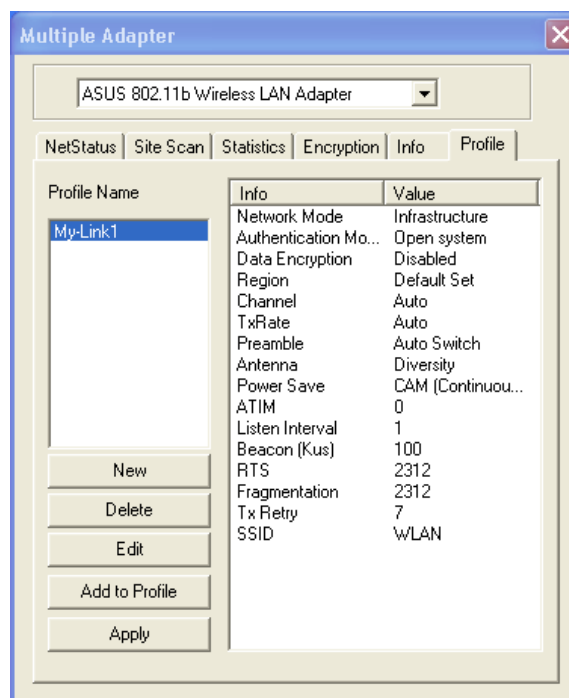 Multiple Adapter
ASUS 802.11b Wireless LAN Adapter
NetStatus Site Scan Statistics Encryption Info Profile
Profile Name
My-Link1
New
Delete
Edit
Add to Profile
Apply
Info Value
Network Mode Infrastructure
Authentication Mo... Open system
Data Encryption Disabled
Region Default Set
Channel Auto
TxRate Auto
Preamble Auto Switch
Antenna Diversity
Power Save CAM (Continuou...
ATIM 0
Listen Interval 1
Beacon (Kus) 100
RTS 2312
Fragmentation 2312
Tx Retry 7
SSID WLAN